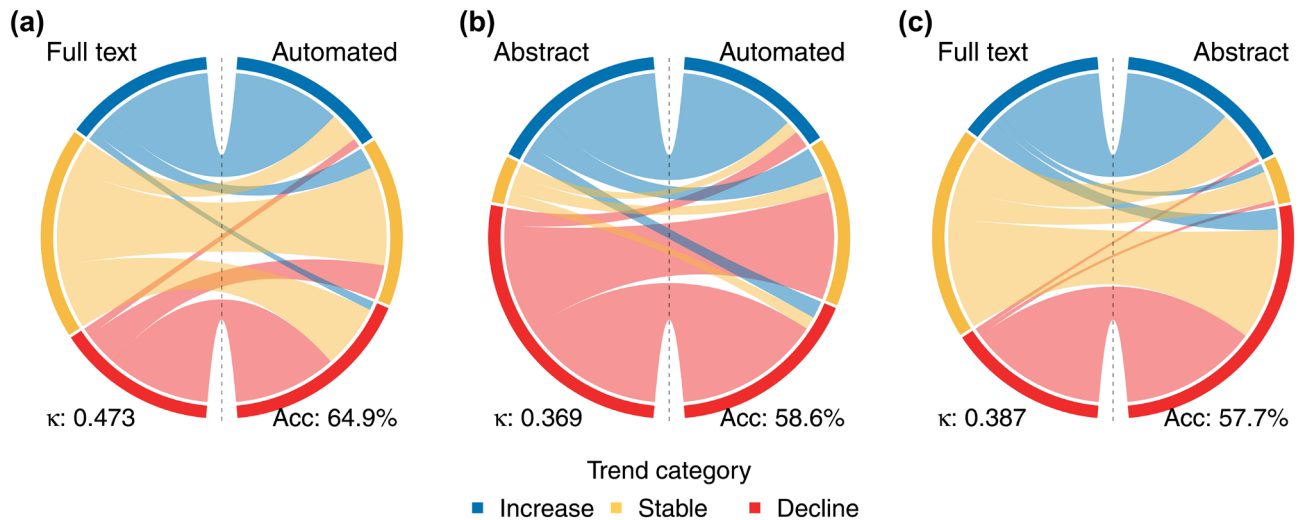 (a)
Full text
Automated
κ: 0.473
Acc: 64.9%
(b)
Abstract
Automated
κ: 0.369
Acc: 58.6%
(c)
Full text
Abstract
κ: 0.387
Acc: 57.7%
Trend category
Increase
Stable
Decline